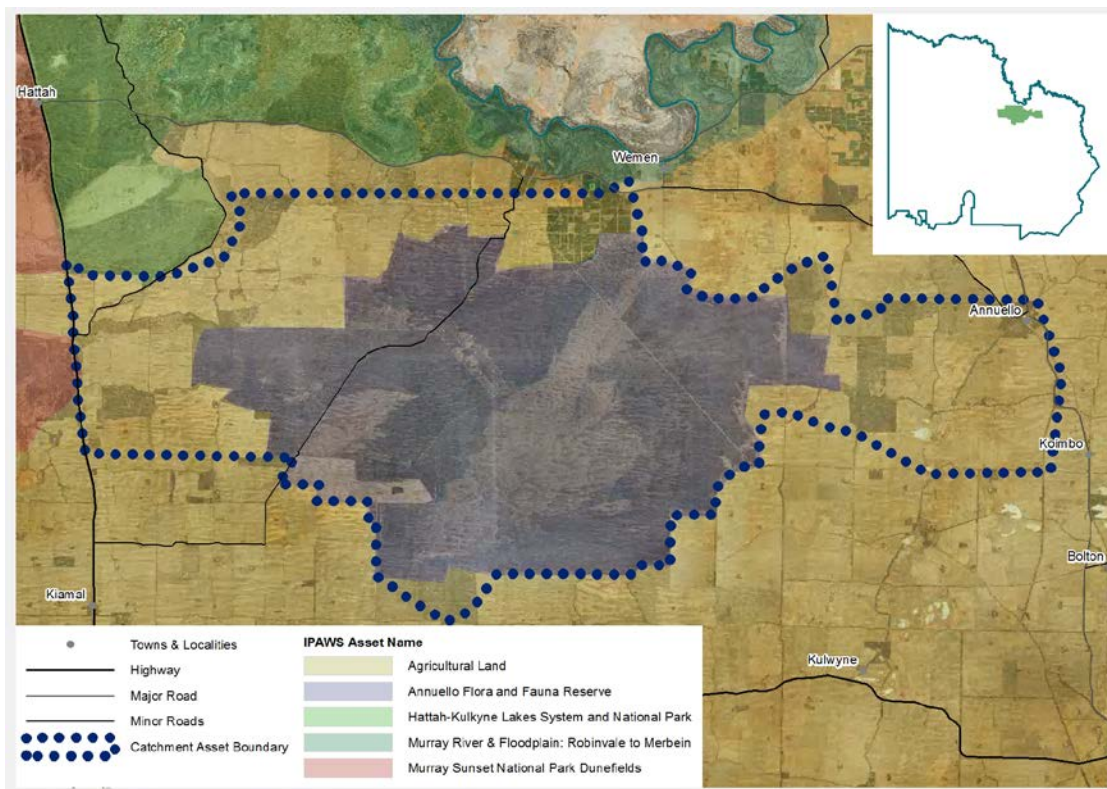 Hattah
Wemen
Annuello
Koimbo
Bolton
Kiamal
Kulwyne
Towns & Localities
Highway
Major Road
Minor Roads
Catchment Asset Boundary
IPAWS Asset Name
Agricultural Land
Annuello Flora and Fauna Reserve
Hattah-Kulkyne Lakes System and National Park
Murray River & Floodplain: Robinvale to Merbein
Murray Sunset National Park Dunefields